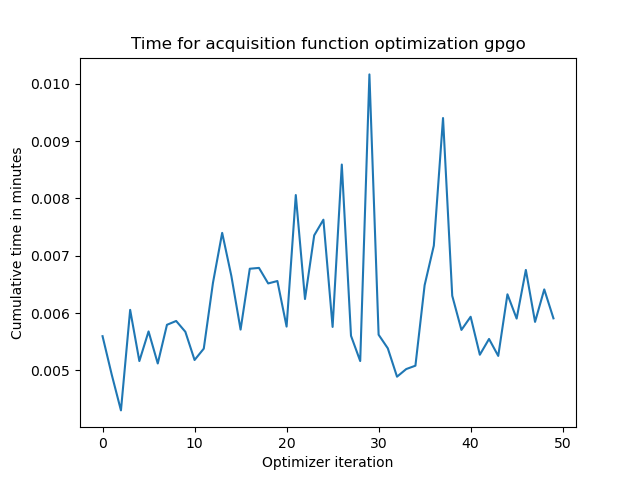 Time for acquisition function optimization gpgo
0.010
0.009
0.008
0.007
0.006
0.005
Cumulative time in minutes
0 10 20 30 40 50
Optimizer iteration